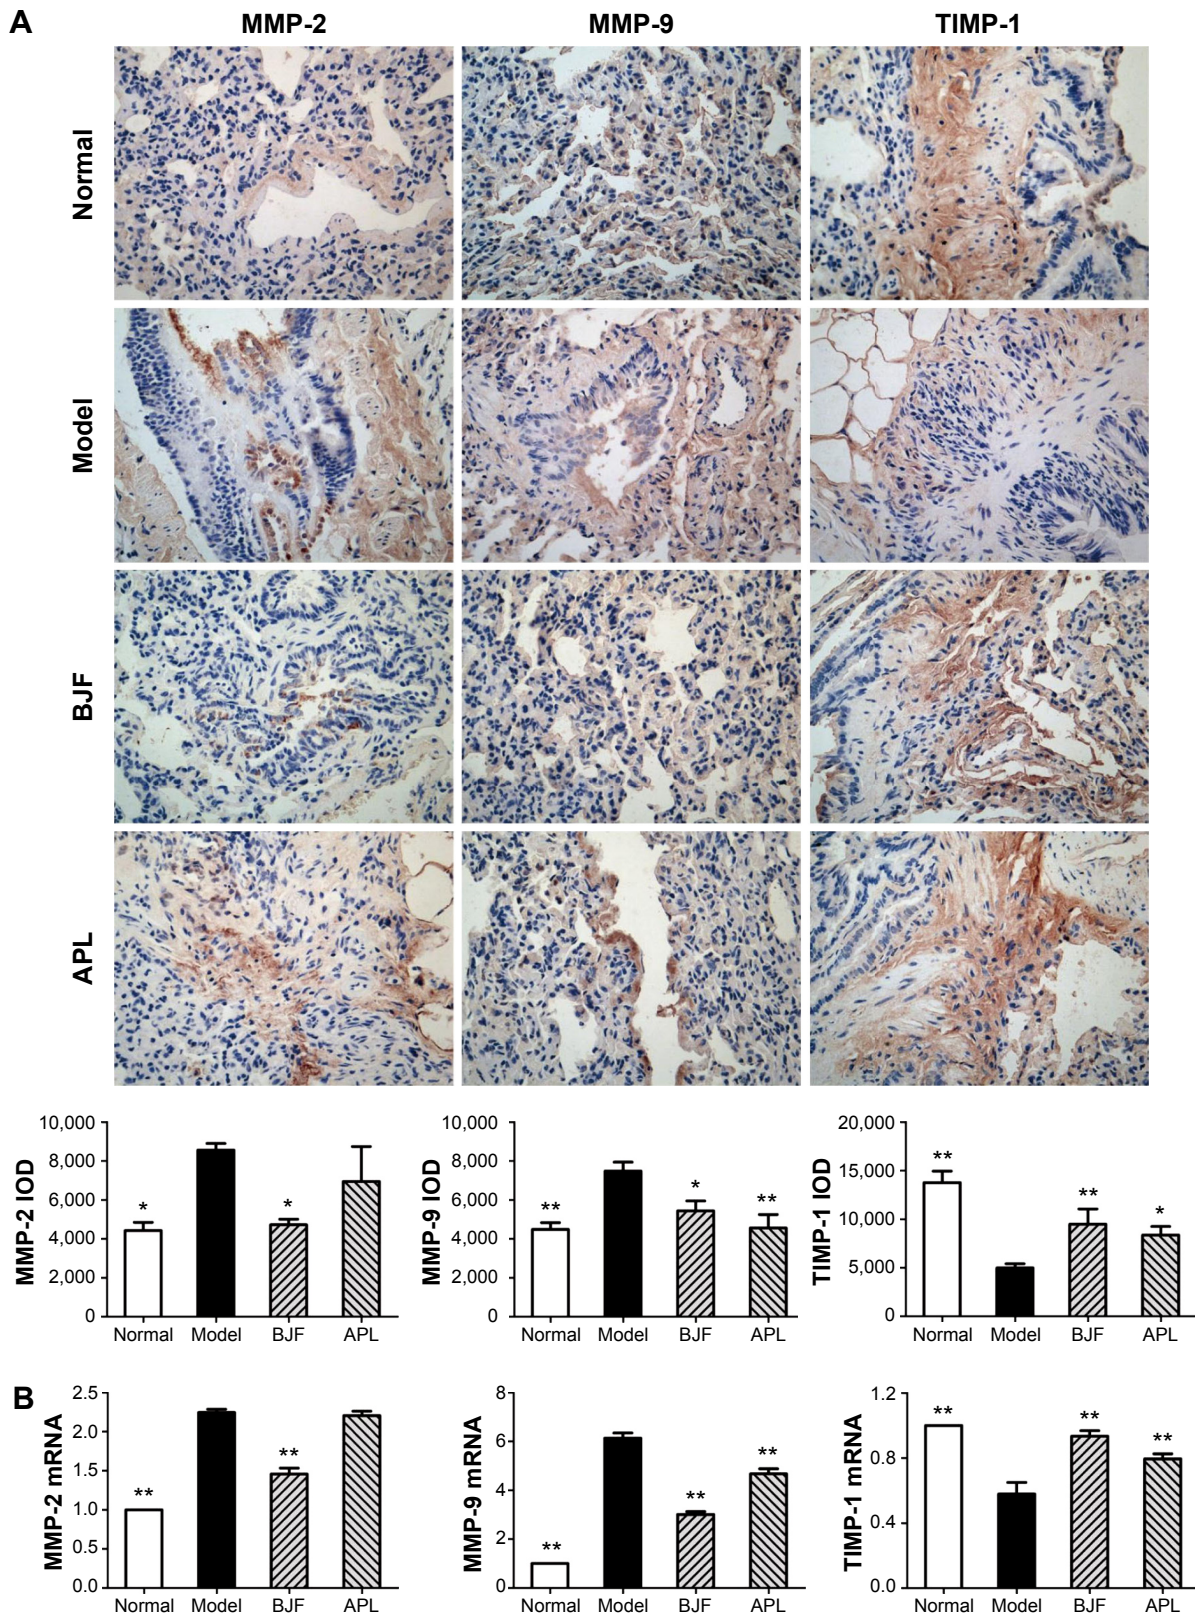 A
MMP-2 MMP-9 TIMP-1
Normal
Model
BJF
APL
MMP-2 IOD
10,000
8,000
6,000
4,000
2,000
0
* *
Normal Model BJF APL
MMP-9 IOD
10,000
8,000
6,000
4,000
2,000
0
** * **
Normal Model BJF APL
TIMP-1 IOD
20,000
15,000
10,000
5,000
0
** ** *
Normal Model BJF APL
B
MMP-2 mRNA
2.5
2.0
1.5
1.0
0.5
0.0
** **
Normal Model BJF APL
MMP-9 mRNA
8
6
4
2
0
** ** **
Normal Model BJF APL
TIMP-1 mRNA
1.2
0.8
0.4
0.0
** ** **
Normal Model BJF APL